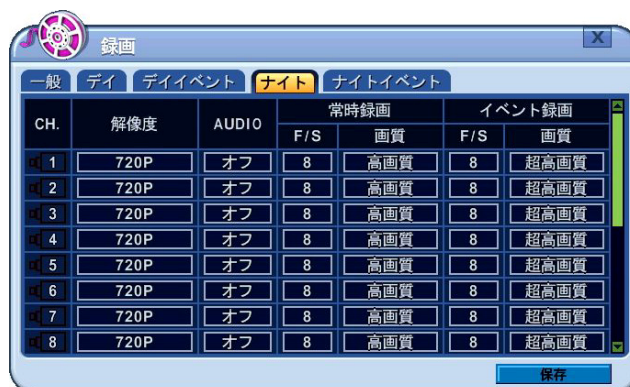 録画 X
一般 デイ デイイベント ナイト ナイトイベント
CH. 解像度 AUDIO 常時録画 イベント録画
F/S 画質 F/S 画質
1 720P オフ 8 高画質 8 超高画質
2 720P オフ 8 高画質 8 超高画質
3 720P オフ 8 高画質 8 超高画質
4 720P オフ 8 高画質 8 超高画質
5 720P オフ 8 高画質 8 超高画質
6 720P オフ 8 高画質 8 超高画質
7 720P オフ 8 高画質 8 超高画質
8 720P オフ 8 高画質 8 超高画質
保存